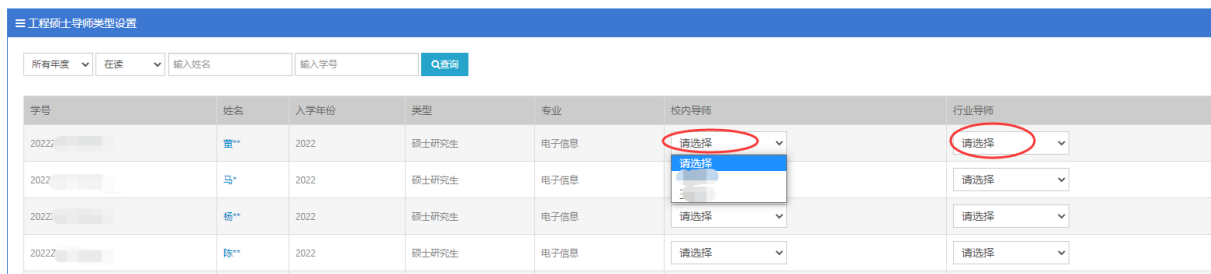 工程硕士导师类型设置
所有年度 在读 输入姓名 输入学号 查询
学号 姓名 入学年份 类型 专业 校内导师 行业导师
2022Z 董** 2022 硕士研究生 电子信息 请选择 请选择
请选择
2022 马* 2022 硕士研究生 电子信息 请选择
2022 杨** 2022 硕士研究生 电子信息 请选择 请选择
2022Z 陈** 2022 硕士研究生 电子信息 请选择 请选择